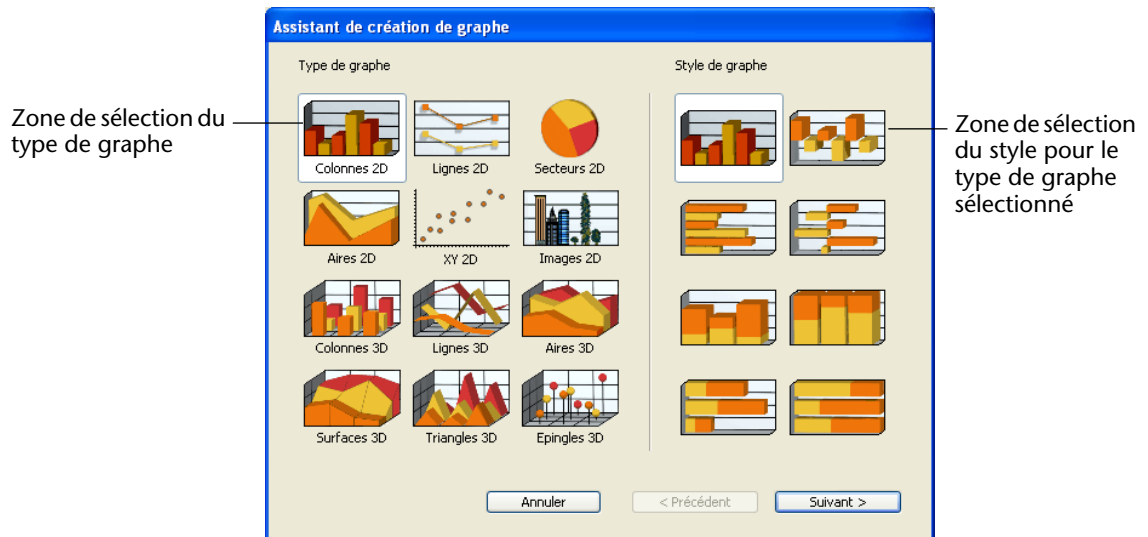 Assistant de création de graphe
Type de graphe
Style de graphe
Zone de sélection du
type de graphe
Zone de sélection
du style pour le
type de graphe
sélectionné
Colonnes 2D
Lignes 2D
Secteurs 2D
Aires 2D
XY 2D
Images 2D
Colonnes 3D
Lignes 3D
Aires 3D
Surfaces 3D
Triangles 3D
Epingles 3D
Annuler
< Précédent
Suivant >